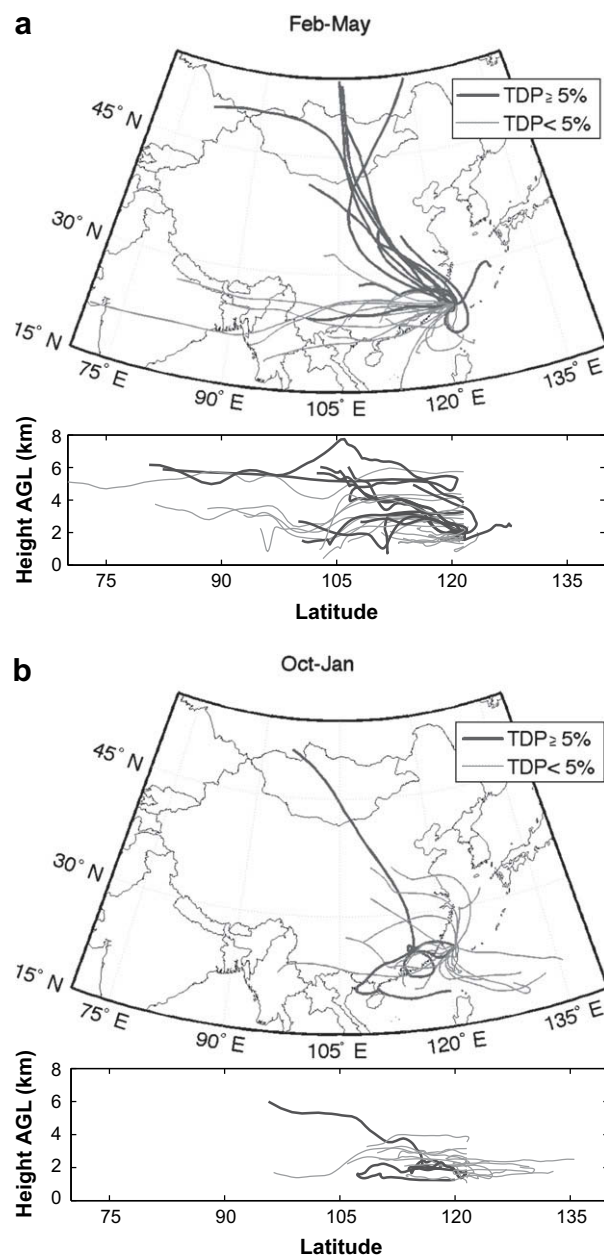 a
Feb-May
TDP ≥ 5%
TDP < 5%
45° N
30° N
15° N
75° E
90° E
105° E
120° E
135° E
Height AGL (km)
8
6
4
2
0
75 90 105 120 135
Latitude
b
Oct-Jan
TDP ≥ 5%
TDP < 5%
45° N
30° N
15° N
75° E
90° E
105° E
120° E
135° E
Height AGL (km)
8
6
4
2
0
75 90 105 120 135
Latitude